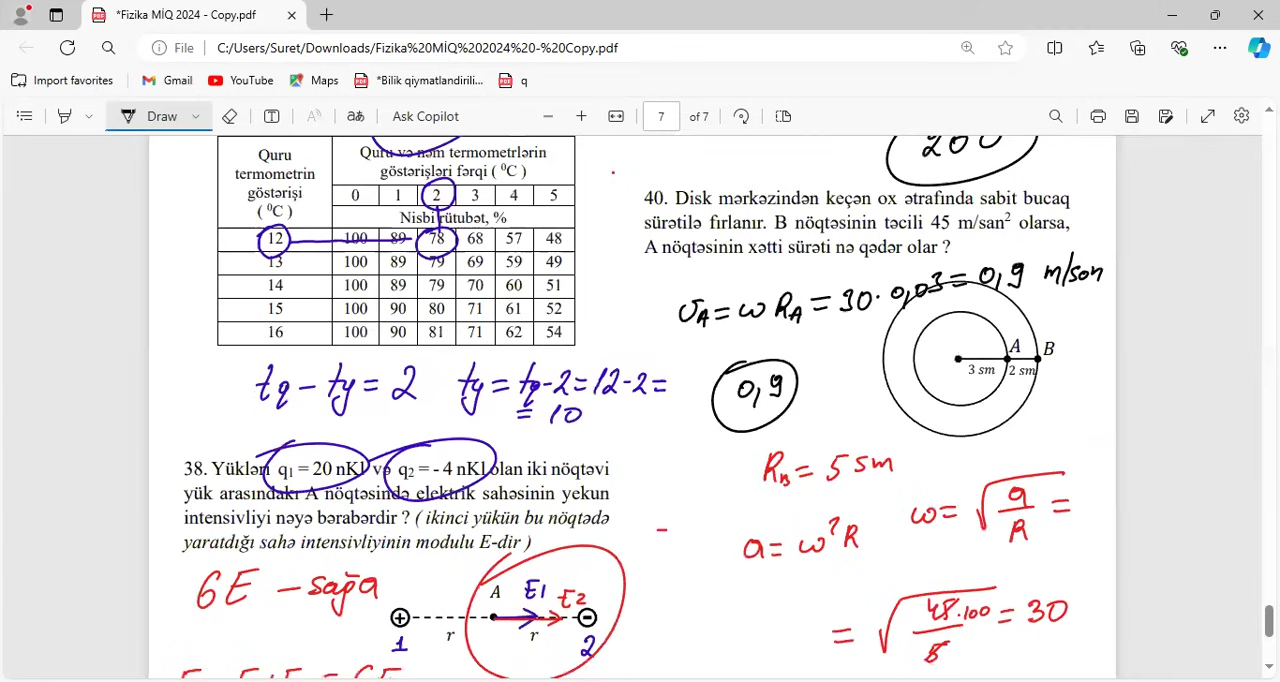 *Fizika MİQ 2024 - Copy.pdf
File C:/Users/Suret/Downloads/Fizika%20MİQ%202024%20-%20Copy.pdf
Import favorites Gmail YouTube Maps *Bilik qiymatlandirili... q
Draw aあ Ask Copilot 7 of 7
Quru termometrin göstərişi ( ⁰C )
Quru və nəm termometrlərin
göstərişləri fərqi ( ⁰C )
0 1 2 3 4 5
Nisbi rütubət, %
12 100 89 78 68 57 48
13 100 89 79 69 59 49
14 100 89 79 70 60 51
15 100 90 80 71 61 52
16 100 90 81 71 62 54
tq - ty = 2 ty = tq-2 = 12-2 =
= 10
38. Yükləri q₁ = 20 nKl və q₂ = - 4 nKl olan iki nöqtəvi
yük arasındakı A nöqtəsində elektrik sahəsinin yekun
intensivliyi nəyə bərabərdir ? ( ikinci yükün bu nöqtədə
yaratdığı sahə intensivliyinin modulu E-dir )
6E - sağa
A E1 E2
+ -
r r
1 2
200
40. Disk mərkəzindən keçən ox ətrafında sabit bucaq
sürətilə fırlanır. B nöqtəsinin təcili 45 m/san² olarsa,
A nöqtəsinin xətti sürəti nə qədər olar ?
υA = ω RA = 30 · 0,03 = 0,9 m/san
A B
3 sm 2 sm
0,9
RB = 5 sm
a = ω²R ω = √a/R =
= √45·100/5 = 30